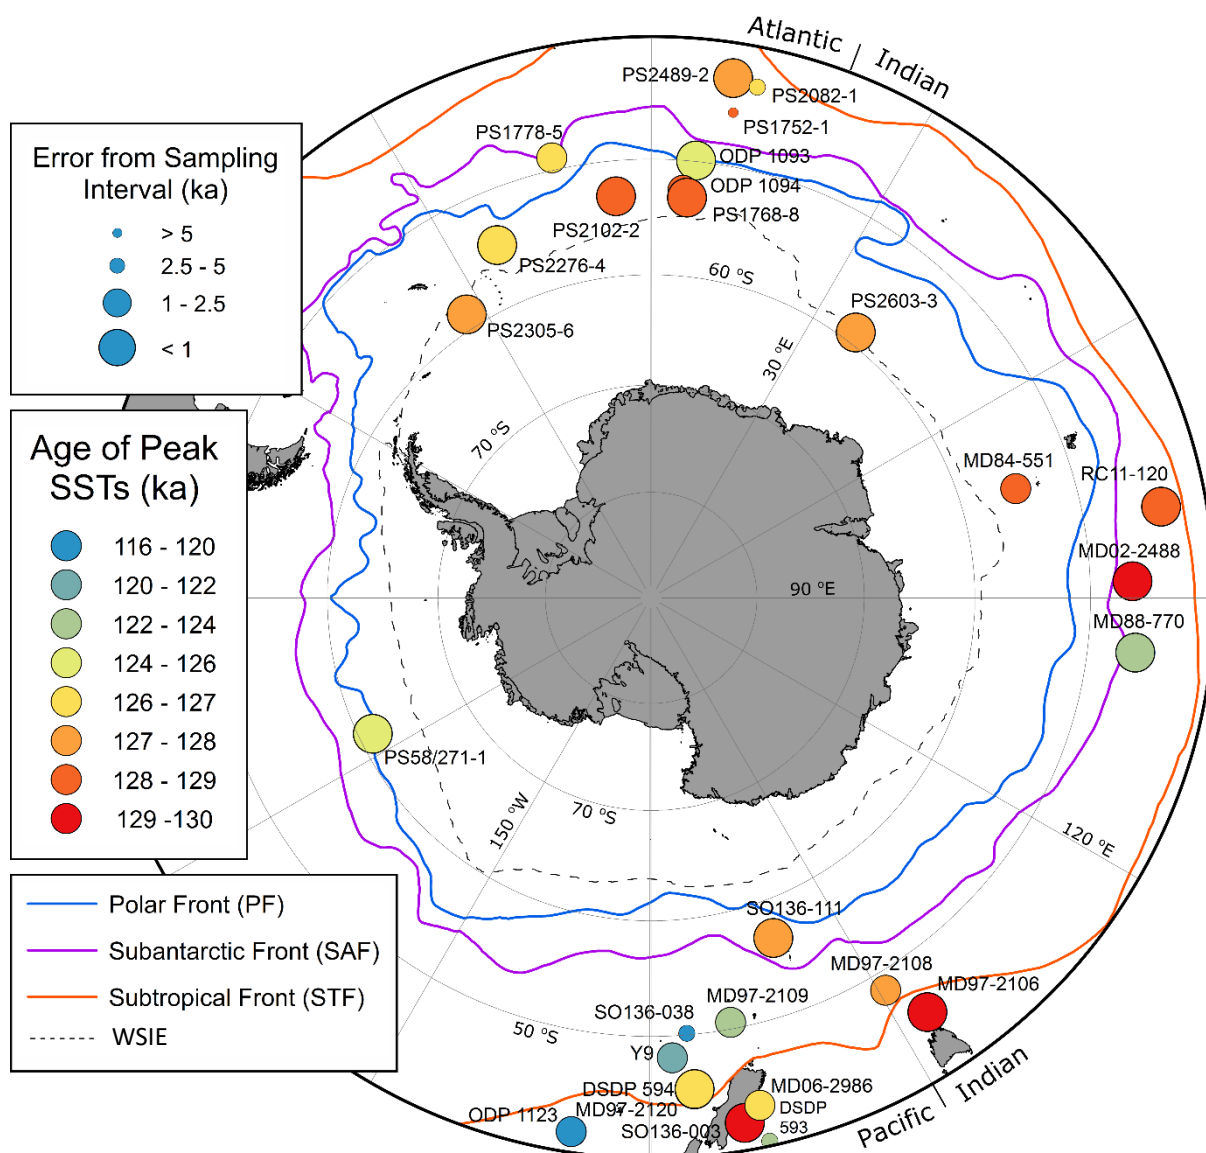 Atlantic | Indian
PS2489-2
PS2082-1
PS1752-1
PS1778-5
ODP 1093
ODP 1094
PS1768-8
PS2102-2
PS2276-4
60 °S
PS2603-3
PS2305-6
30 °E
70 °S
MD84-551
RC11-120
MD02-2488
90 °E
MD88-770
PS58/271-1
150 °W
70 °S
120 °E
SO136-111
MD97-2108
MD97-2106
MD97-2109
SO136-038
50 °S
Y9
DSDP 594
MD06-2986
ODP 1123
MD97-2120
DSDP
593
SO136-003
Pacific | Indian
Error from Sampling
Interval (ka)
> 5
2.5 - 5
1 - 2.5
< 1
Age of Peak
SSTs (ka)
116 - 120
120 - 122
122 - 124
124 - 126
126 - 127
127 - 128
128 - 129
129 -130
Polar Front (PF)
Subantarctic Front (SAF)
Subtropical Front (STF)
WSIE